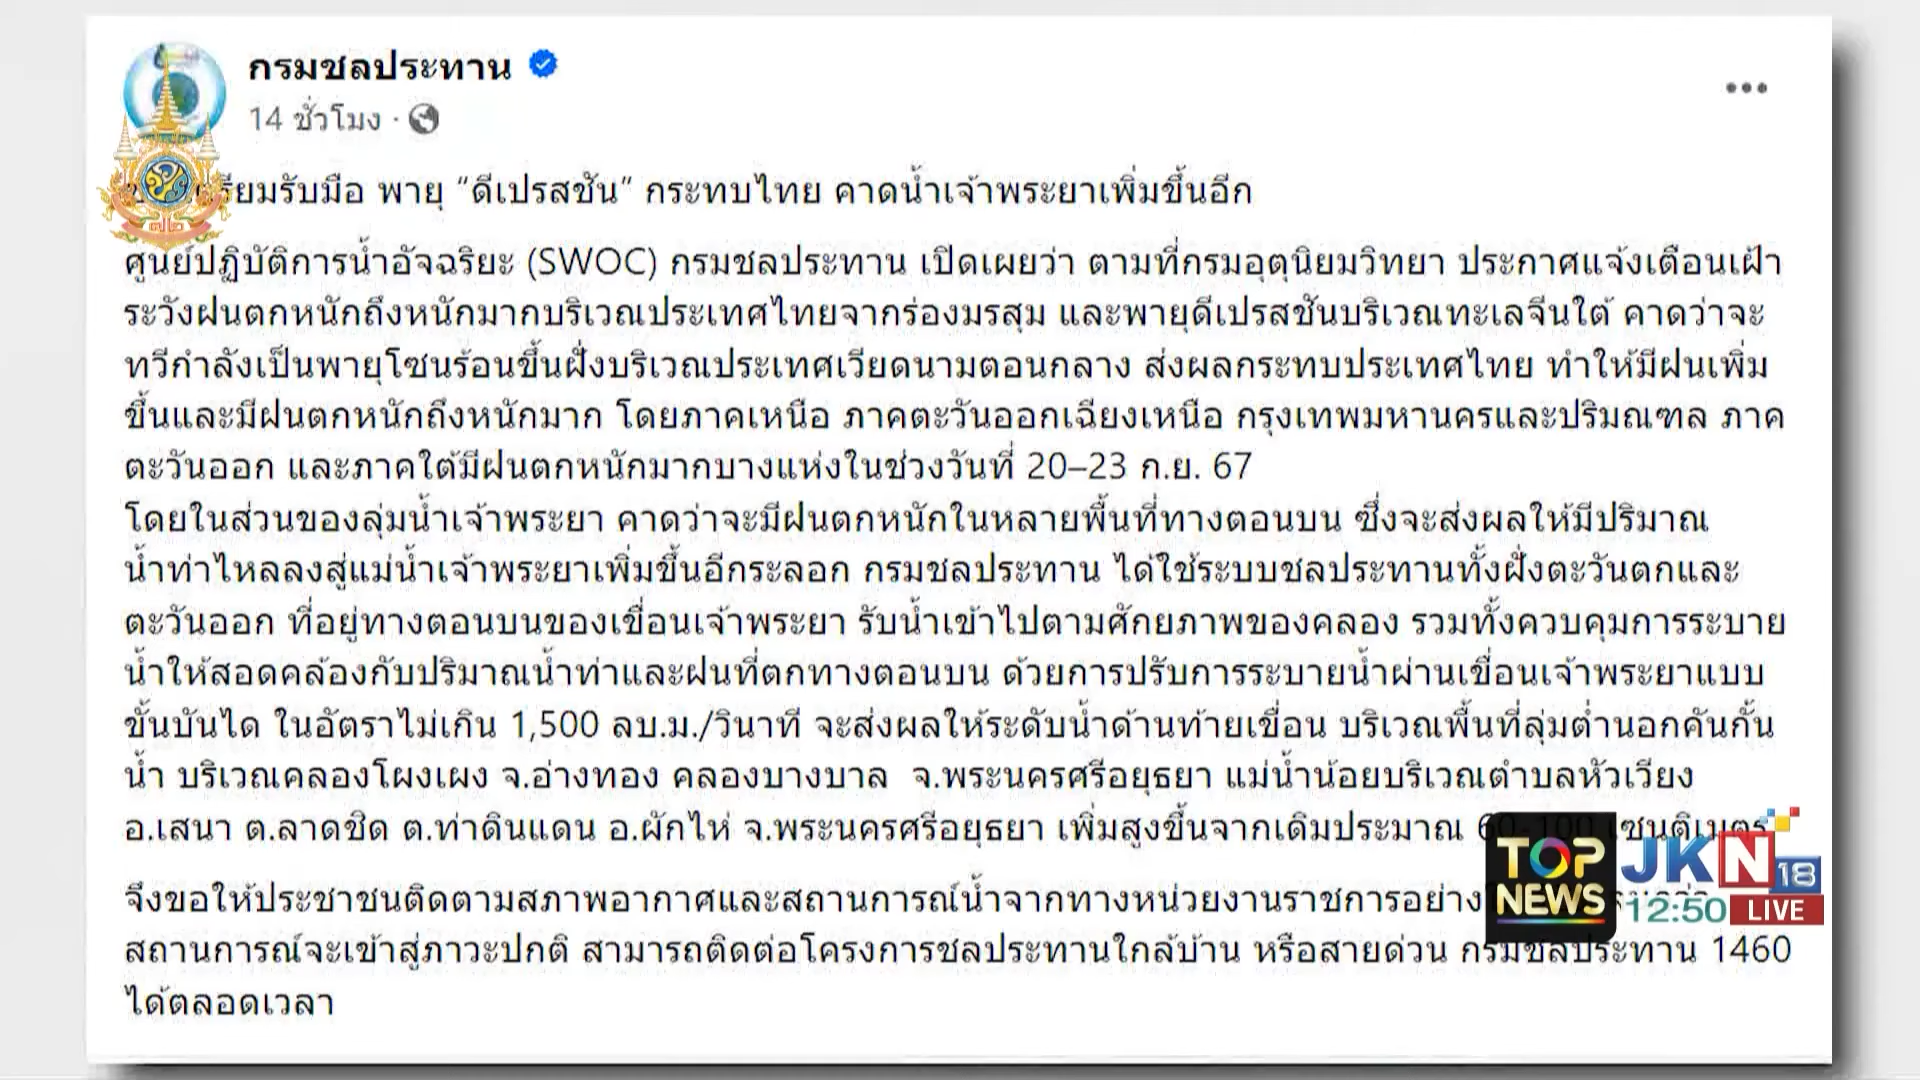 กรมชลประทาน
14 ชั่วโมง ·
รับมือ พายุ “ดีเปรสชัน” กระทบไทย คาดน้ำเจ้าพระยาเพิ่มขึ้นอีก
ศูนย์ปฏิบัติการน้ำอัจฉริยะ (SWOC) กรมชลประทาน เปิดเผยว่า ตามที่กรมอุตุนิยมวิทยา ประกาศแจ้งเตือนเฝ้า
ระวังฝนตกหนักถึงหนักมากบริเวณประเทศไทยจากร่องมรสุม และพายุดีเปรสชันบริเวณทะเลจีนใต้ คาดว่าจะ
ทวีกำลังเป็นพายุโซนร้อนขึ้นฝั่งบริเวณประเทศเวียดนามตอนกลาง ส่งผลกระทบประเทศไทย ทำให้มีฝนเพิ่ม
ขึ้นและมีฝนตกหนักถึงหนักมาก โดยภาคเหนือ ภาคตะวันออกเฉียงเหนือ กรุงเทพมหานครและปริมณฑล ภาค
ตะวันออก และภาคใต้มีฝนตกหนักมากบางแห่งในช่วงวันที่ 20–23 ก.ย. 67
โดยในส่วนของลุ่มน้ำเจ้าพระยา คาดว่าจะมีฝนตกหนักในหลายพื้นที่ทางตอนบน ซึ่งจะส่งผลให้มีปริมาณ
น้ำท่าไหลลงสู่แม่น้ำเจ้าพระยาเพิ่มขึ้นอีกระลอก กรมชลประทาน ได้ใช้ระบบชลประทานทั้งฝั่งตะวันตกและ
ตะวันออก ที่อยู่ทางตอนบนของเขื่อนเจ้าพระยา รับน้ำเข้าไปตามศักยภาพของคลอง รวมทั้งควบคุมการระบาย
น้ำให้สอดคล้องกับปริมาณน้ำท่าและฝนที่ตกทางตอนบน ด้วยการปรับการระบายน้ำผ่านเขื่อนเจ้าพระยาแบบ
ขั้นบันได ในอัตราไม่เกิน 1,500 ลบ.ม./วินาที จะส่งผลให้ระดับน้ำด้านท้ายเขื่อน บริเวณพื้นที่ลุ่มต่ำนอกคันกั้น
น้ำ บริเวณคลองโผงเผง จ.อ่างทอง คลองบางบาล จ.พระนครศรีอยุธยา แม่น้ำน้อยบริเวณตำบลหัวเวียง
อ.เสนา ต.ลาดชิด ต.ท่าดินแดน อ.ผักไห่ จ.พระนครศรีอยุธยา เพิ่มสูงขึ้นจากเดิมประมาณ 60-100 เซนติเมตร
จึงขอให้ประชาชนติดตามสภาพอากาศและสถานการณ์น้ำจากทางหน่วยงานราชการอย่าง
สถานการณ์จะเข้าสู่ภาวะปกติ สามารถติดต่อโครงการชลประทานใกล้บ้าน หรือสายด่วน กรมชลประทาน 1460
ได้ตลอดเวลา
TOP NEWS
JKN 18
12:50 LIVE